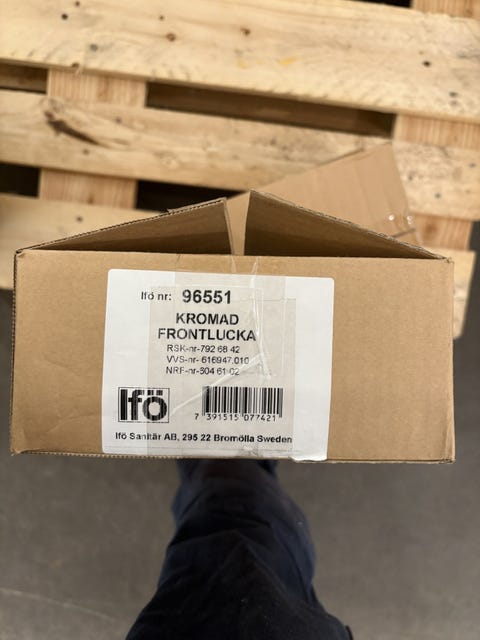 Ifö nr: 96551
KROMAD
FRONTLUCKA
RSK-nr-792 68 42
VVS-nr- 616947.010
NRF-nr-604 61 02
Ifö
7 391515 077421
Ifö Sanitär AB, 295 22 Bromölla Sweden